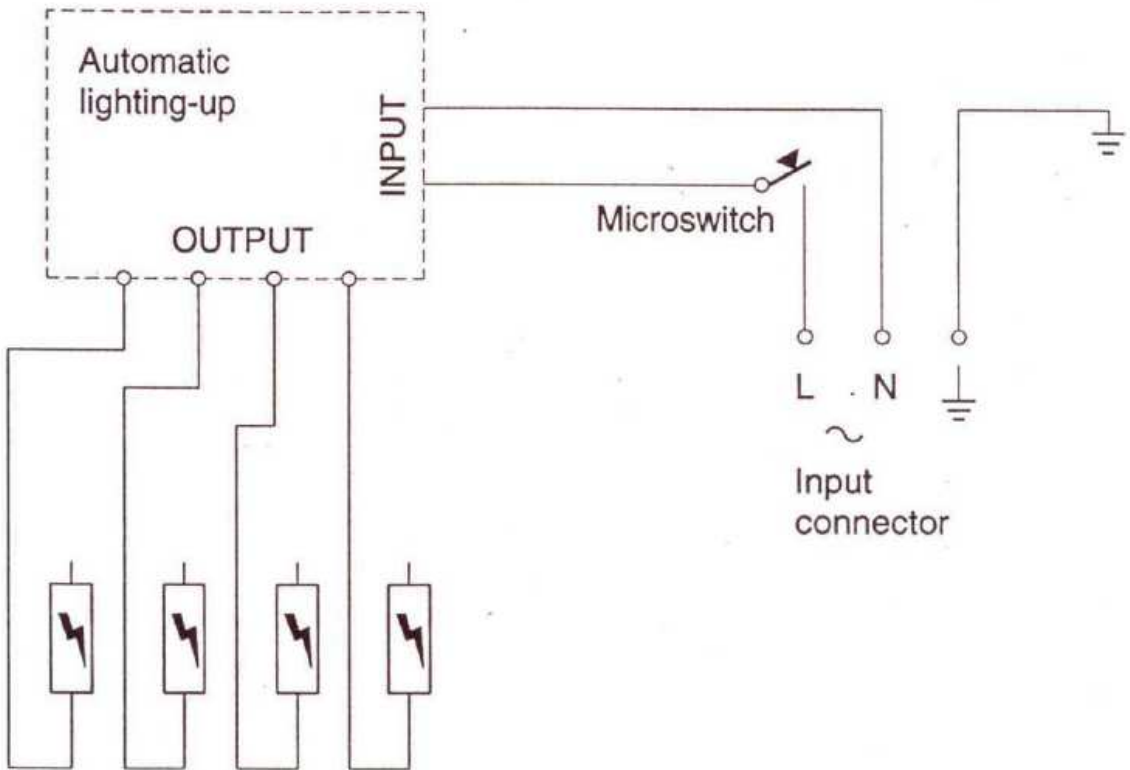 Automatic
lighting-up
INPUT
Microswitch
OUTPUT
L N
Input
connector